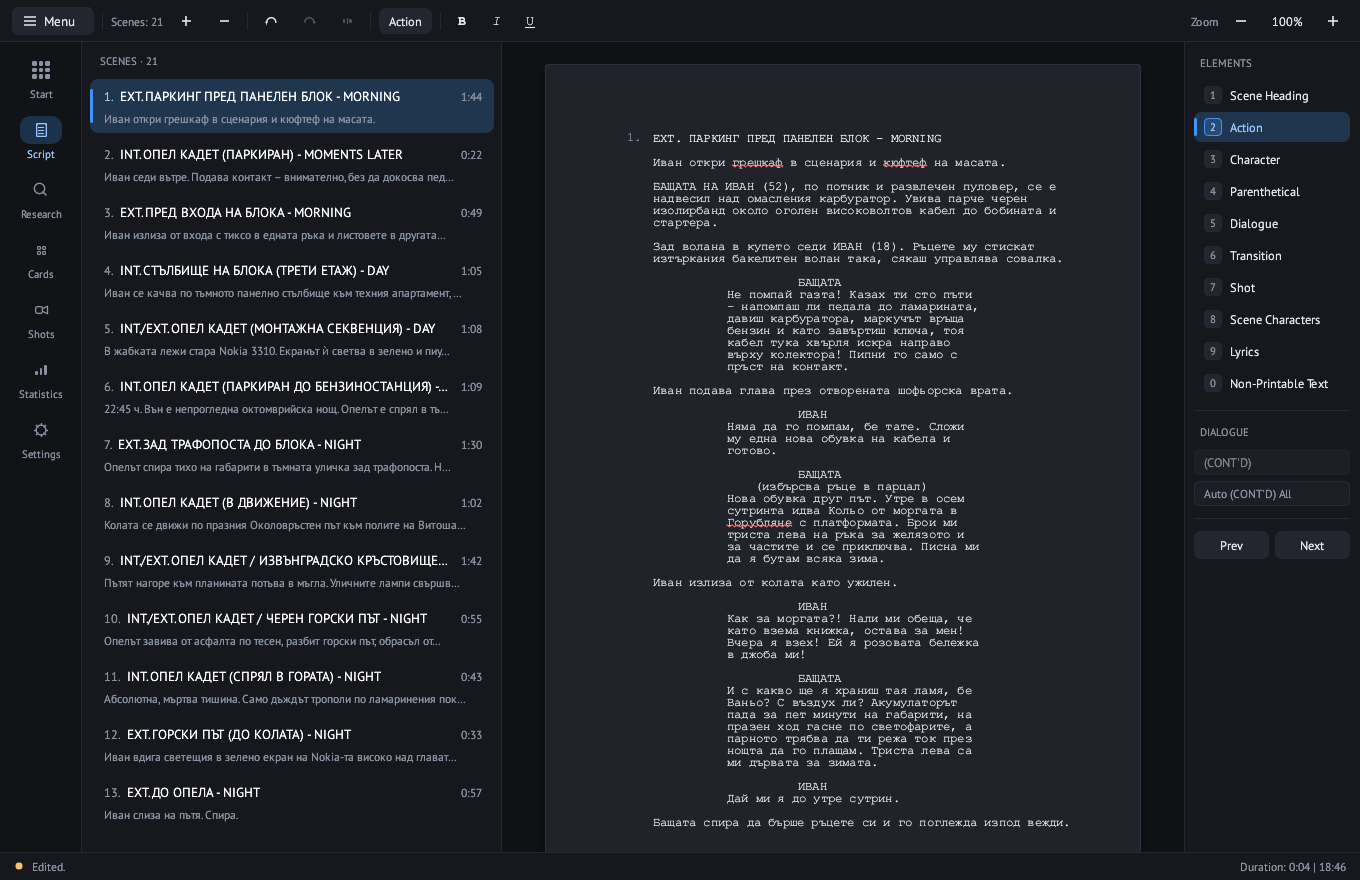 Menu
Scenes: 21
Action
B
I
U
Zoom
100%
Start
Script
Research
Cards
Shots
Statistics
Settings
SCENES · 21
1. EXT.ПАРКИНГ ПРЕД ПАНЕЛЕН БЛОК - MORNING 1:44
Иван откри грешкаф в сценария и кюфтеф на масата.
2. INT.ОПЕЛ КАДЕТ (ПАРКИРАН) - MOMENTS LATER 0:22
Иван седи вътре. Подава контакт – внимателно, без да докосва пед...
3. EXT.ПРЕД ВХОДА НА БЛОКА - MORNING 0:49
Иван излиза от входа с тиксо в едната ръка и листовете в другата...
4. INT.СТЪЛБИЩЕ НА БЛОКА (ТРЕТИ ЕТАЖ) - DAY 1:05
Иван се качва по тъмното панелно стълбище към техния апартамент, ...
5. INT/EXT.ОПЕЛ КАДЕТ (МОНТАЖНА СЕКВЕНЦИЯ) - DAY 1:08
В жабката лежи стара Nokia 3310. Екранът ѝ светва в зелено и пиу...
6. INT.ОПЕЛ КАДЕТ (ПАРКИРАН ДО БЕНЗИНОСТАНЦИЯ) -... 1:09
22:45 ч. Вън е непрогледна октомврийска нощ. Опелът е спрял в тъ...
7. EXT.ЗАД ТРАФОПОСТА ДО БЛОКА - NIGHT 1:30
Опелът спира тихо на габарити в тъмната уличка зад трафопоста. Н...
8. INT.ОПЕЛ КАДЕТ (В ДВИЖЕНИЕ) - NIGHT 1:02
Колата се движи по празния Околовръстен път към полите на Витоша...
9. INT/EXT.ОПЕЛ КАДЕТ / ИЗВЪНГРАДСКО КРЪСТОВИЩЕ... 1:42
Пътят нагоре към планината потъва в мъгла. Уличните лампи свършв...
10. INT./EXT.ОПЕЛ КАДЕТ / ЧЕРЕН ГОРСКИ ПЪТ - NIGHT 0:55
Опелът завива от асфалта по тесен, разбит горски път, обрасъл от...
11. INT.ОПЕЛ КАДЕТ (СПРЯЛ В ГОРАТА) - NIGHT 0:43
Абсолютна, мъртва тишина. Само дъждът трополи по ламаринения пок...
12. EXT.ГОРСКИ ПЪТ (ДО КОЛАТА) - NIGHT 0:33
Иван вдига светещия в зелено екран на Nokia-та високо над глават...
13. EXT.ДО ОПЕЛА - NIGHT 0:57
Иван слиза на пътя. Спира.
1. EXT. ПАРКИНГ ПРЕД ПАНЕЛЕН БЛОК - MORNING
Иван откри грешкаф в сценария и кюфтеф на масата.
БАЩАТА НА ИВАН (52), по потник и развлечен пуловер, се е
надвесил над омасления карбуратор. Увива парче черен
изолирбанд около оголен високоволтов кабел до бобината и
стартера.
Зад волана в купето седи ИВАН (18). Ръцете му стискат
изтъркания бакелитен волан така, сякаш управлява совалка.
БАЩАТА
Не помпай газта! Казах ти сто пъти
– напомпаш ли педала до ламарината,
давиш карбуратора, маркучът връща
бензин и като завъртиш ключа, тоя
кабел тука хвърля искра направо
върху колектора! Пипни го само с
пръст на контакт.
Иван подава глава през отворената шофьорска врата.
ИВАН
Няма да го помпам, бе тате. Сложи
му една нова обувка на кабела и
готово.
БАЩАТА
(избърсва ръце в парцал)
Нова обувка друг път. Утре в осем
сутринта идва Кольо от моргата в
Горубляне с платформата. Брои ми
триста лева на ръка за желязото и
за частите и се приключва. Писна ми
да я бутам всяка зима.
Иван излиза от колата като ужилен.
ИВАН
Как за моргата?! Нали ми обеща, че
като взема книжка, остава за мен!
Вчера я взех! Ей я розовата бележка
в джоба ми!
БАЩАТА
И с какво ще я храниш тая ламя, бе
Ваньо? С въздух ли? Акумулаторът
пада за пет минути на габарити, на
празен ход гасне по светофарите, а
парното трябва да ти режа ток през
нощта да го плащам. Триста лева са
ми дървата за зимата.
ИВАН
Дай ми я до утре сутрин.
Бащата спира да бърше ръцете си и го поглежда изпод вежди.
ELEMENTS
1 Scene Heading
2 Action
3 Character
4 Parenthetical
5 Dialogue
6 Transition
7 Shot
8 Scene Characters
9 Lyrics
0 Non-Printable Text
DIALOGUE
(CONT'D)
Auto (CONT'D) All
Prev
Next
Edited.
Duration: 0:04 | 18:46